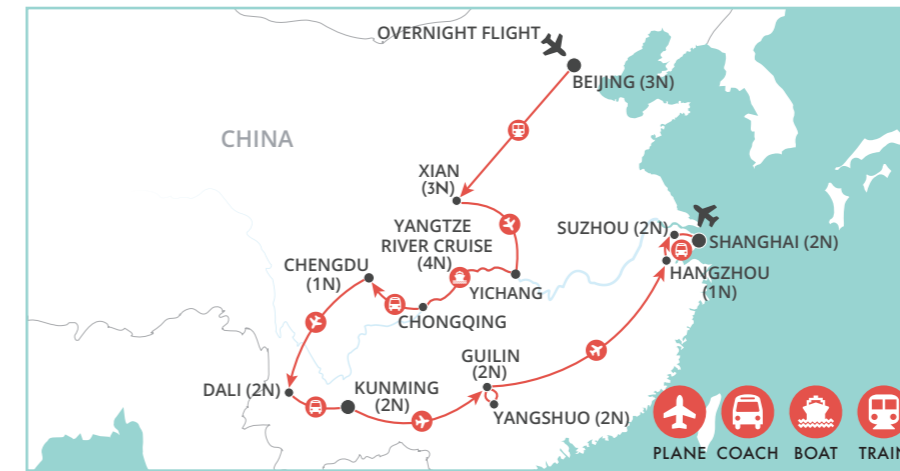 OVERNIGHT FLIGHT
BEIJING (3N)
CHINA
XIAN
(3N)
YANGTZE
RIVER CRUISE
(4N)
SUZHOU (2N)
SHANGHAI (2N)
CHENGDU
(1N)
HANGZHOU
(1N)
YICHANG
CHONGQING
GUILIN
(2N)
DALI (2N)
KUNMING
(2N)
YANGSHUO (2N)
PLANE COACH BOAT TRAIN